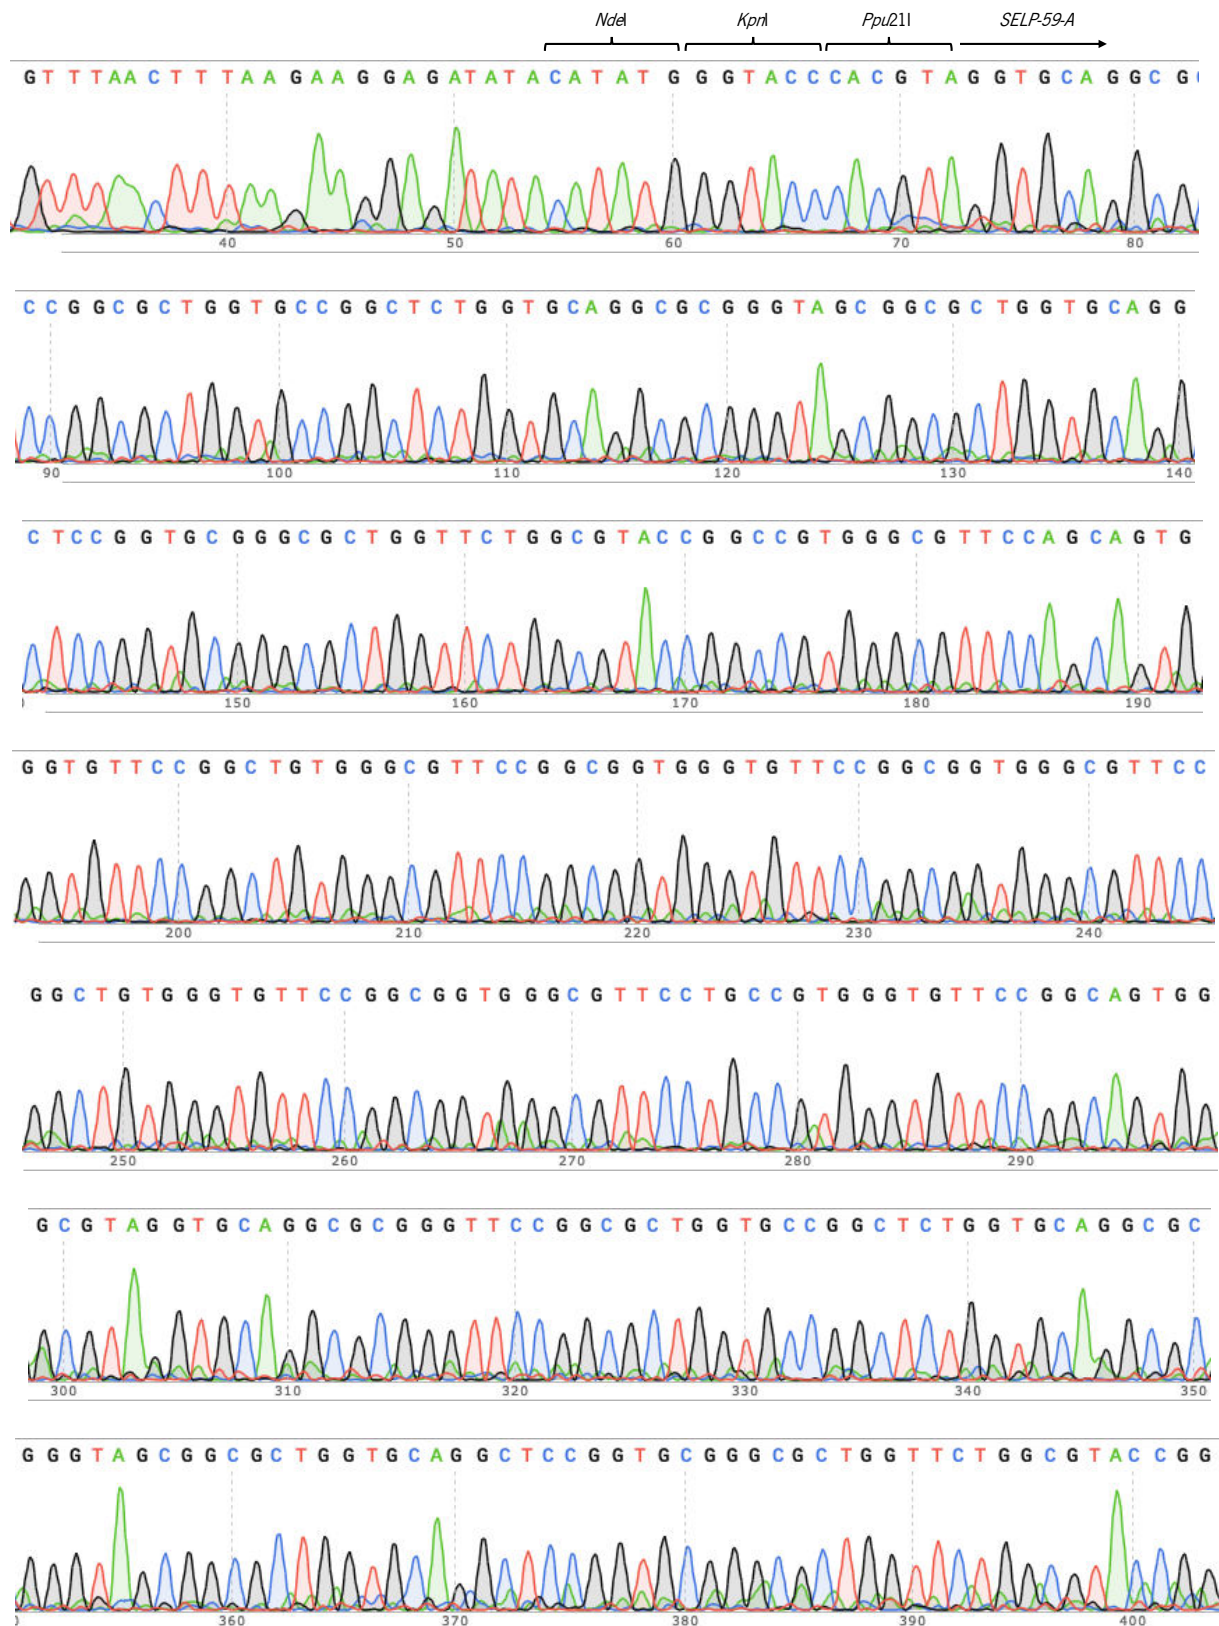 NdeI KpnI Ppu21I SELP-59-A
GTTTAACTTTAAGAAGGAGATATACATATGGGTACCCACGTAGGTGCAGGCG
40 50 60 70 80
CCGGCGCTGGTGCCGGCTCTGGTGCAGGCGCGGGTAGCGGCGCTGGTGCAGG
90 100 110 120 130 140
CTCCGGTGCGGGCGCTGGTTCTGGCGTACCGGCCGTGGGCGTTCCAGCAGTG
150 160 170 180 190
GGTGTTCCGGCTGTGGGCGTTCCGGCGGTGGGTGTTCCGGCGGTGGGCGTTCC
200 210 220 230 240
GGCTGTGGGTGTTCCGGCGGTGGGCGTTCCTGCCGTGGGTGTTCCGGCAGTGG
250 260 270 280 290
GCGTAGGTGCAGGCGCGGGTTCCGGCGCTGGTGCCGGCTCTGGTGCAGGCGC
300 310 320 330 340 350
GGGTAGCGGCGCTGGTGCAGGCTCCGGTGCGGGCGCTGGTTCTGGCGTACCGG
360 370 380 390 400